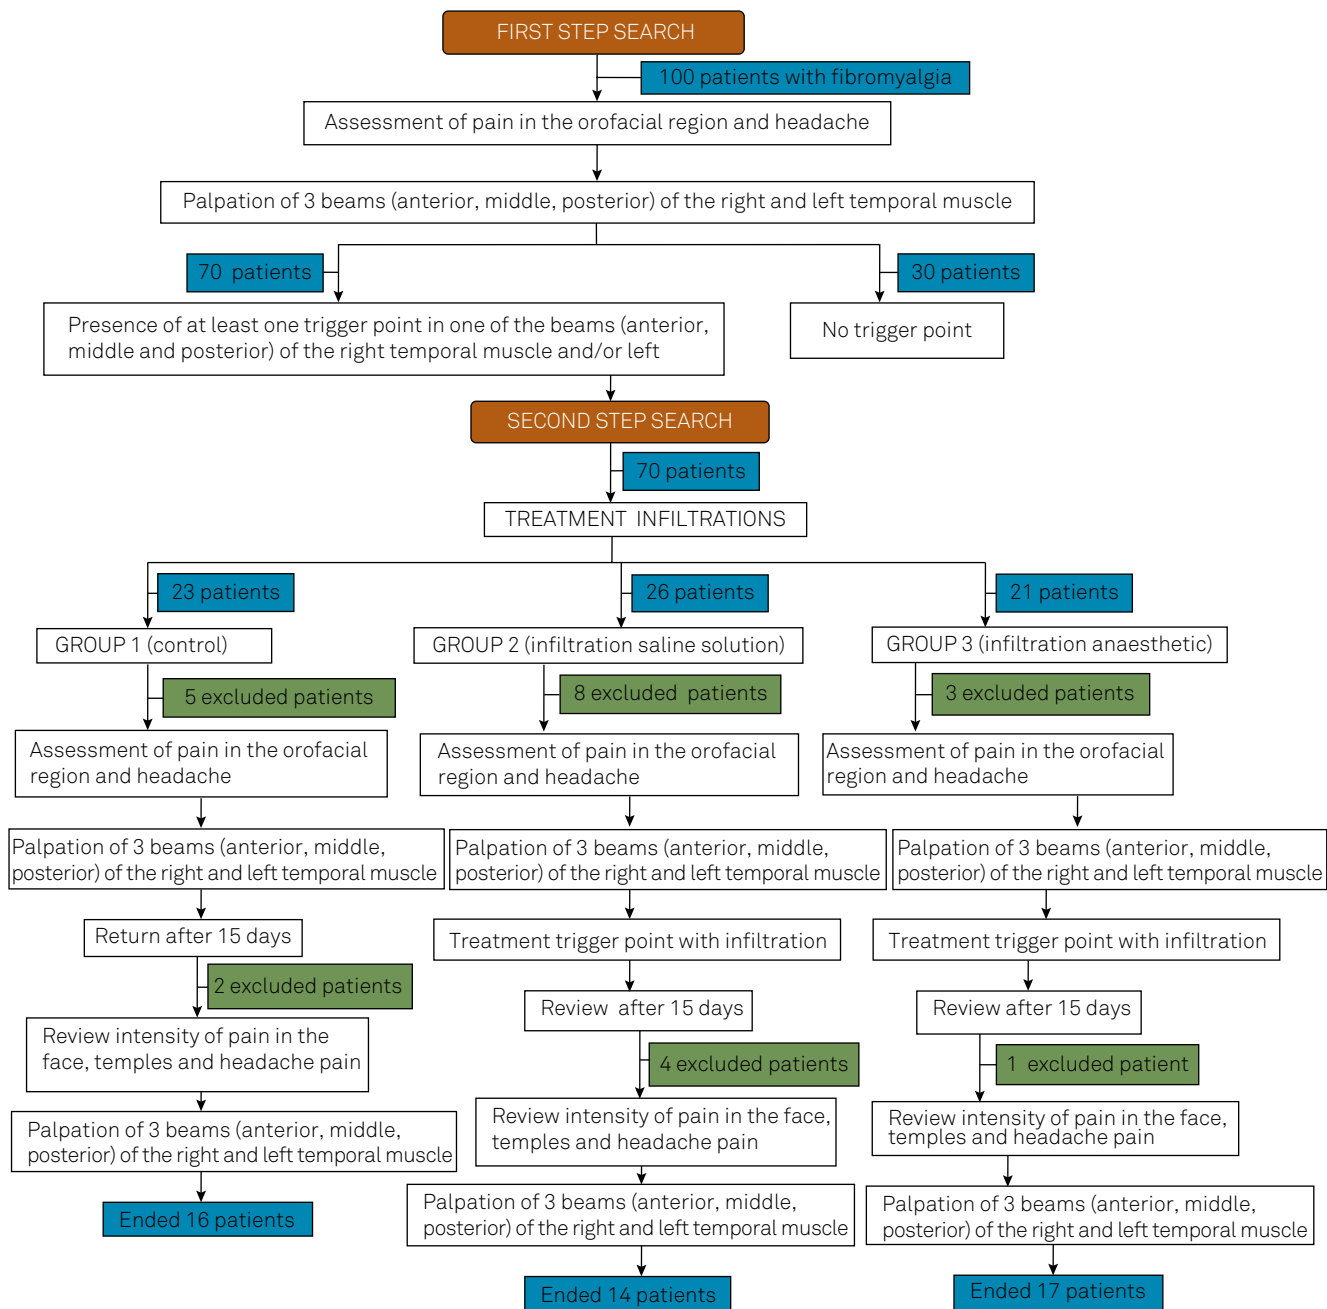 FIRST STEP SEARCH
100 patients with fibromyalgia
Assessment of pain in the orofacial region and headache
Palpation of 3 beams (anterior, middle, posterior) of the right and left temporal muscle
70 patients
30 patients
Presence of at least one trigger point in one of the beams (anterior,
middle and posterior) of the right temporal muscle and/or left
No trigger point
SECOND STEP SEARCH
70 patients
TREATMENT INFILTRATIONS
23 patients
26 patients
21 patients
GROUP 1 (control)
GROUP 2 (infiltration saline solution)
GROUP 3 (infiltration anaesthetic)
5 excluded patients
8 excluded patients
3 excluded patients
Assessment of pain in the orofacial
region and headache
Assessment of pain in the orofacial
region and headache
Assessment of pain in the orofacial
region and headache
Palpation of 3 beams (anterior, middle,
posterior) of the right and left temporal muscle
Palpation of 3 beams (anterior, middle,
posterior) of the right and left temporal muscle
Palpation of 3 beams (anterior, middle,
posterior) of the right and left temporal muscle
Return after 15 days
Treatment trigger point with infiltration
Treatment trigger point with infiltration
2 excluded patients
Review after 15 days
Review after 15 days
Review intensity of pain in the
face, temples and headache pain
4 excluded patients
1 excluded patient
Review intensity of pain in the face,
temples and headache pain
Review intensity of pain in the face,
temples and headache pain
Palpation of 3 beams (anterior, middle,
posterior) of the right and left temporal muscle
Palpation of 3 beams (anterior, middle,
posterior) of the right and left temporal muscle
Palpation of 3 beams (anterior, middle,
posterior) of the right and left temporal muscle
Ended 16 patients
Ended 14 patients
Ended 17 patients